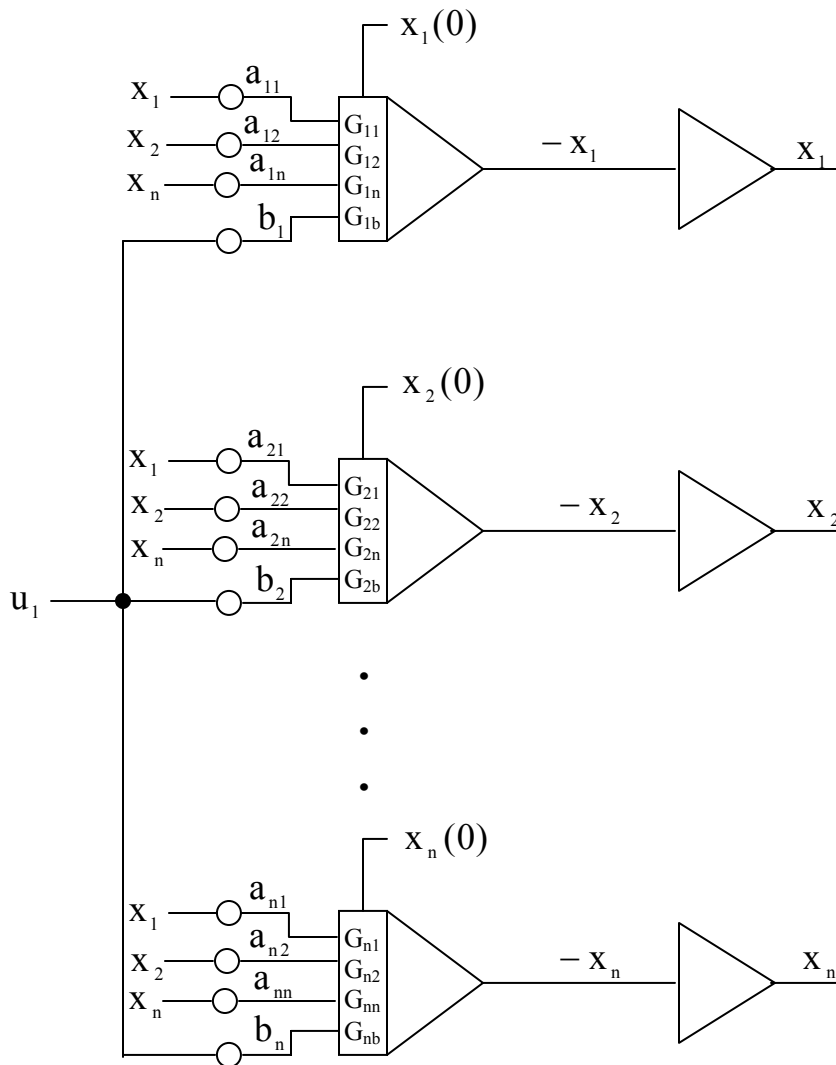 x₁(0)
x₁ a₁₁ G₁₁
x₂ a₁₂ G₁₂ − x₁ x₁
xₙ a₁ₙ G₁ₙ
b₁ G₁b
x₂(0)
x₁ a₂₁ G₂₁
x₂ a₂₂ G₂₂ − x₂ x₂
xₙ a₂ₙ G₂ₙ
u₁ b₂ G₂b
xₙ(0)
x₁ aₙ₁ Gₙ₁
x₂ aₙ₂ Gₙ₂ − xₙ xₙ
xₙ aₙₙ Gₙₙ
bₙ Gₙb